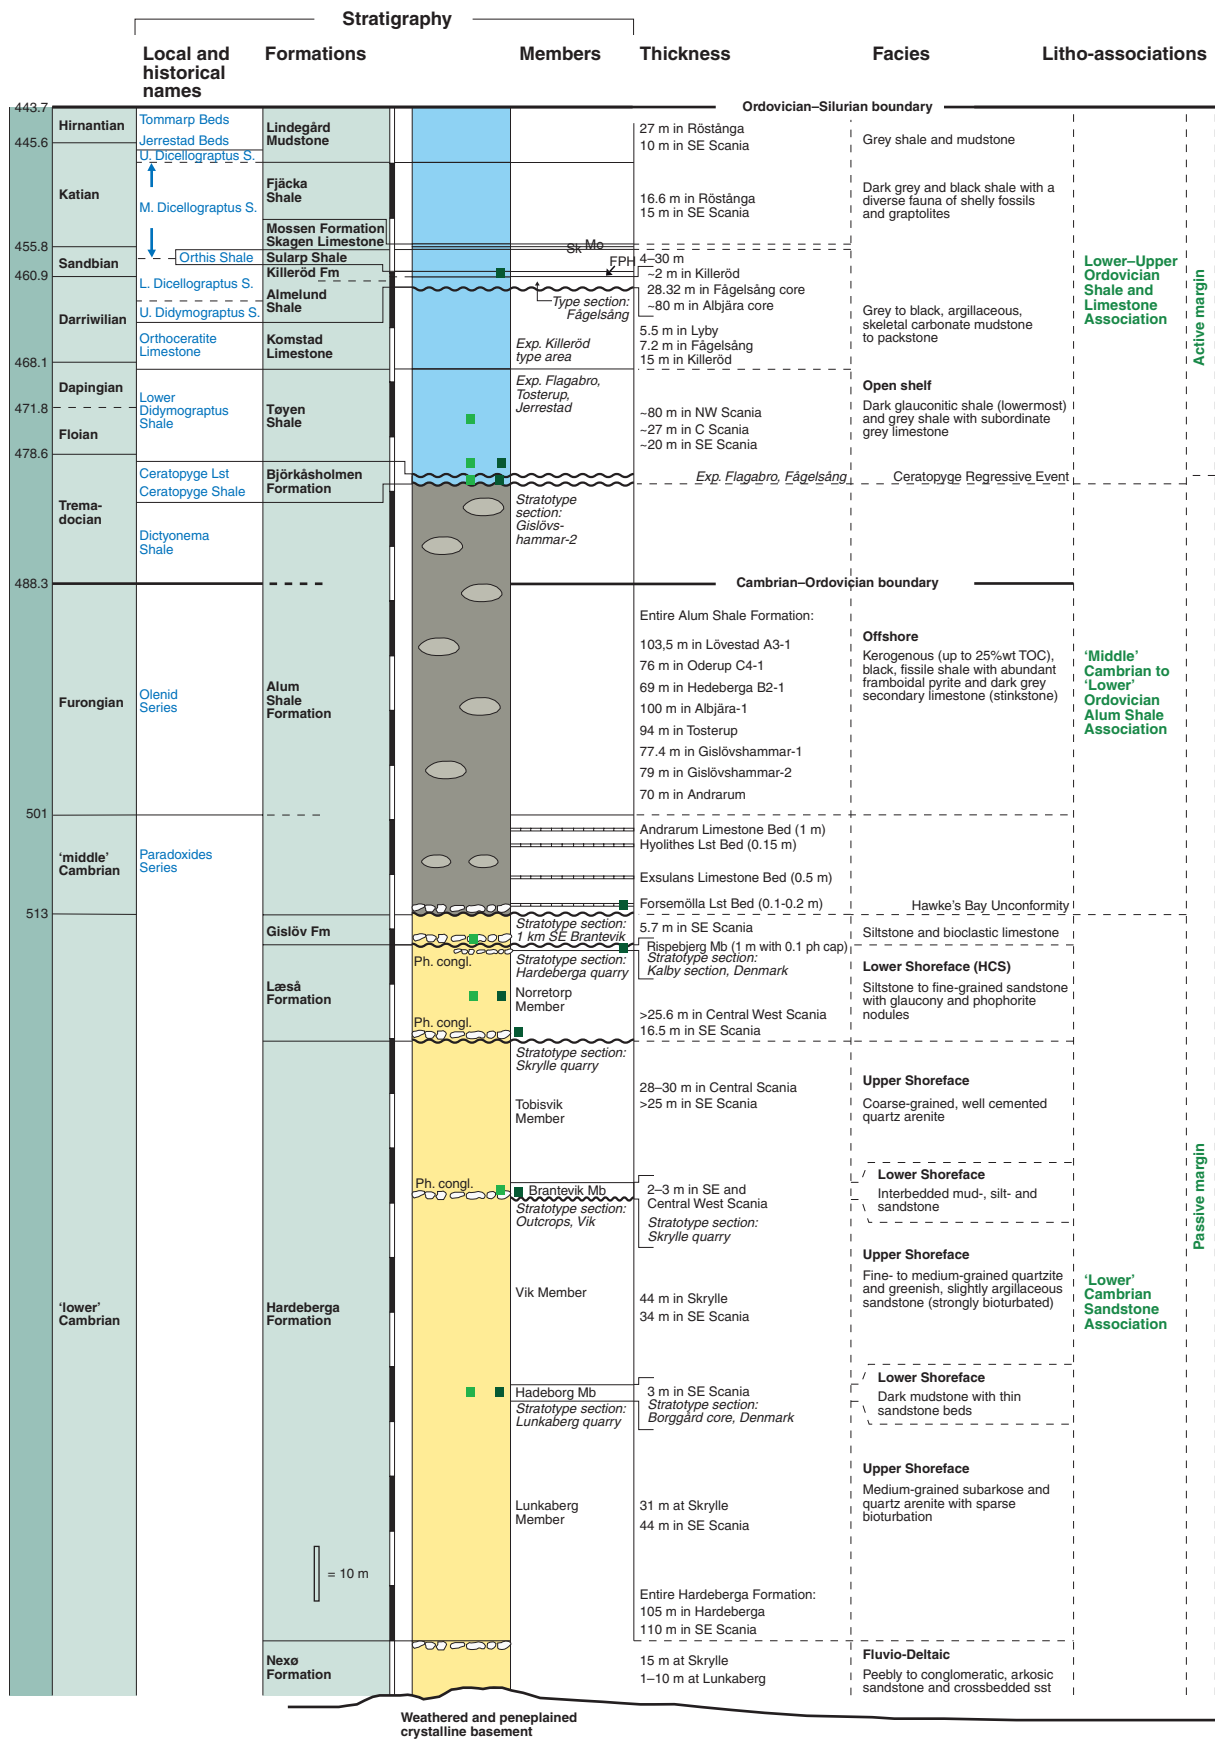 Stratigraphy
Local and
historical
names
Formations
Members
Thickness
Facies
Litho-associations
443.7
Ordovician–Silurian boundary
Hirnantian
Tommarp Beds
Lindegård
Mudstone
27 m in Röstånga
10 m in SE Scania
Grey shale and mudstone
445.6
Jerrestad Beds
U. Dicellograptus S.
Katian
M. Dicellograptus S.
Fjäcka
Shale
16.6 m in Röstånga
15 m in SE Scania
Dark grey and black shale with a
diverse fauna of shelly fossils
and graptolites
Mossen Formation
Skagen Limestone
455.8
Sk
Mo
Sandbian
Orthis Shale
Sularp Shale
FPH
4–30 m
460.9
Killeröd Fm
~2 m in Killeröd
L. Dicellograptus S.
Almelund
Shale
28.32 m in Fågelsång core
~80 m in Albjära core
Type section:
Fågelsång
Darriwilian
U. Didymograptus S.
Grey to black, argillaceous,
skeletal carbonate mudstone
to packstone
Orthoceratite
Limestone
Komstad
Limestone
Exp. Killeröd
type area
5.5 m in Lyby
7.2 m in Fågelsång
15 m in Killeröd
468.1
Lower–Upper
Ordovician
Shale and
Limestone
Association
Active margin
Dapingian
471.8
Floian
478.6
Lower
Didymograptus
Shale
Tøyen
Shale
Exp. Flagabro,
Tosterup,
Jerrestad
~80 m in NW Scania
~27 m in C Scania
~20 m in SE Scania
Open shelf
Dark glauconitic shale (lowermost)
and grey shale with subordinate
grey limestone
Ceratopyge Lst
Ceratopyge Shale
Björkåsholmen
Formation
Exp. Flagabro, Fågelsång
Ceratopyge Regressive Event
Trema-
docian
Dictyonema
Shale
Stratotype
section:
Gislövs-
hammar-2
488.3
Cambrian–Ordovician boundary
Furongian
Olenid
Series
Alum
Shale
Formation
Entire Alum Shale Formation:
103,5 m in Lövestad A3-1
76 m in Oderup C4-1
69 m in Hedeberga B2-1
100 m in Albjära-1
94 m in Tosterup
77.4 m in Gislövshammar-1
79 m in Gislövshammar-2
70 m in Andrarum
Offshore
Kerogenous (up to 25%wt TOC),
black, fissile shale with abundant
framboidal pyrite and dark grey
secondary limestone (stinkstone)
‘Middle’
Cambrian to
‘Lower’
Ordovician
Alum Shale
Association
501
‘middle’
Cambrian
Paradoxides
Series
Andrarum Limestone Bed (1 m)
Hyolithes Lst Bed (0.15 m)
Exsulans Limestone Bed (0.5 m)
Forsemölla Lst Bed (0.1-0.2 m)
Hawke’s Bay Unconformity
513
Gislöv Fm
Stratotype section:
1 km SE Brantevik
5.7 m in SE Scania
Siltstone and bioclastic limestone
Rispebjerg Mb (1 m with 0.1 ph cap)
Stratotype section:
Kalby section, Denmark
Læså
Formation
Ph. congl.
Stratotype section:
Hardeberga quarry
Norretorp
Member
Ph. congl.
>25.6 m in Central West Scania
16.5 m in SE Scania
Lower Shoreface (HCS)
Siltstone to fine-grained sandstone
with glaucony and phophorite
nodules
Stratotype section:
Skrylle quarry
Tobisvik
Member
28–30 m in Central Scania
>25 m in SE Scania
Upper Shoreface
Coarse-grained, well cemented
quartz arenite
Ph. congl.
Brantevik Mb
Stratotype section:
Outcrops, Vik
2–3 m in SE and
Central West Scania
Stratotype section:
Skrylle quarry
Lower Shoreface
Interbedded mud-, silt- and
sandstone
Passive margin
‘lower’
Cambrian
Hardeberga
Formation
Vik Member
44 m in Skrylle
34 m in SE Scania
Upper Shoreface
Fine- to medium-grained quartzite
and greenish, slightly argillaceous
sandstone (strongly bioturbated)
‘Lower’
Cambrian
Sandstone
Association
Hadeborg Mb
Stratotype section:
Lunkaberg quarry
3 m in SE Scania
Stratotype section:
Borggård core, Denmark
Lower Shoreface
Dark mudstone with thin
sandstone beds
Lunkaberg
Member
31 m at Skrylle
44 m in SE Scania
Upper Shoreface
Medium-grained subarkose and
quartz arenite with sparse
bioturbation
= 10 m
Entire Hardeberga Formation:
105 m in Hardeberga
110 m in SE Scania
Nexø
Formation
15 m at Skrylle
1–10 m at Lunkaberg
Fluvio-Deltaic
Peebly to conglomeratic, arkosic
sandstone and crossbedded sst
Weathered and peneplained
crystalline basement